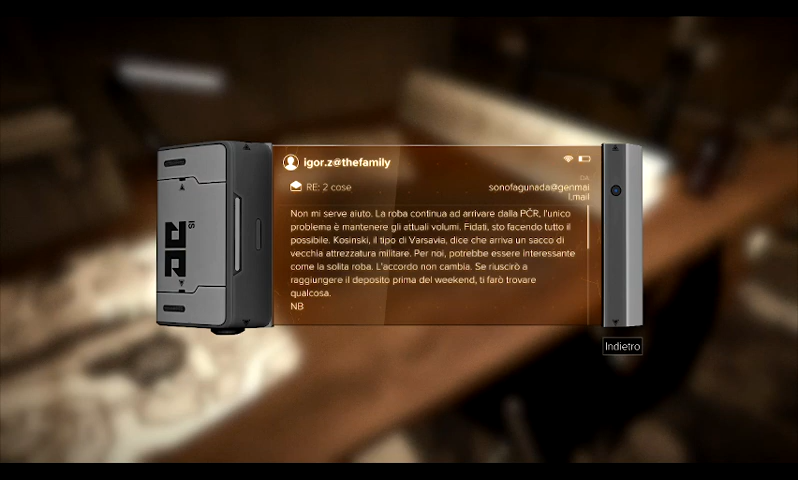 igor.z@thefamily
DA
RE: 2 cose
sonofagunada@genmai
l.mail
Non mi serve aiuto. La roba continua ad arrivare dalla PČR, l'unico
problema è mantenere gli attuali volumi. Fidati, sto facendo tutto il
possibile. Kosinski, il tipo di Varsavia, dice che arriva un sacco di
vecchia attrezzatura militare. Per noi, potrebbe essere interessante
come la solita roba. L'accordo non cambia. Se riuscirò a
raggiungere il deposito prima del weekend, ti farò trovare
qualcosa.
NB
Indietro